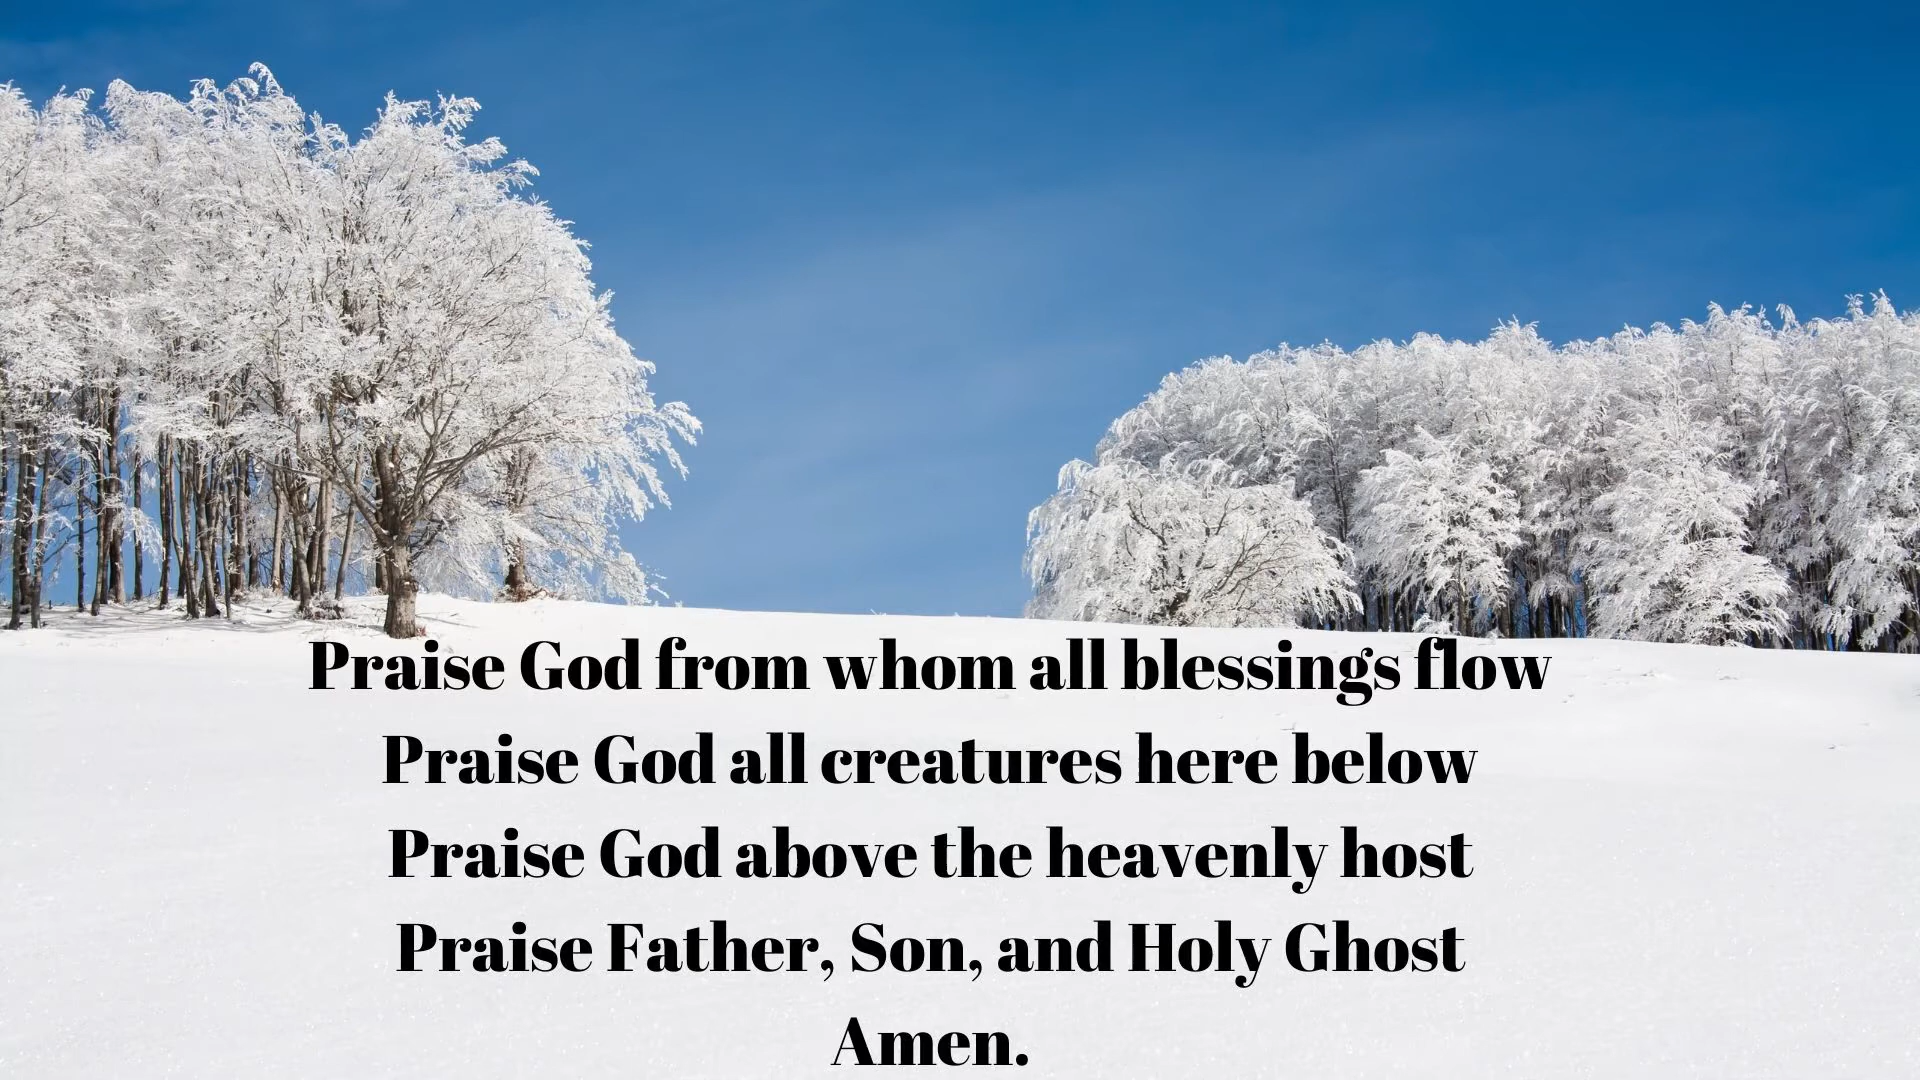 Praise God from whom all blessings flow
Praise God all creatures here below
Praise God above the heavenly host
Praise Father, Son, and Holy Ghost
Amen.